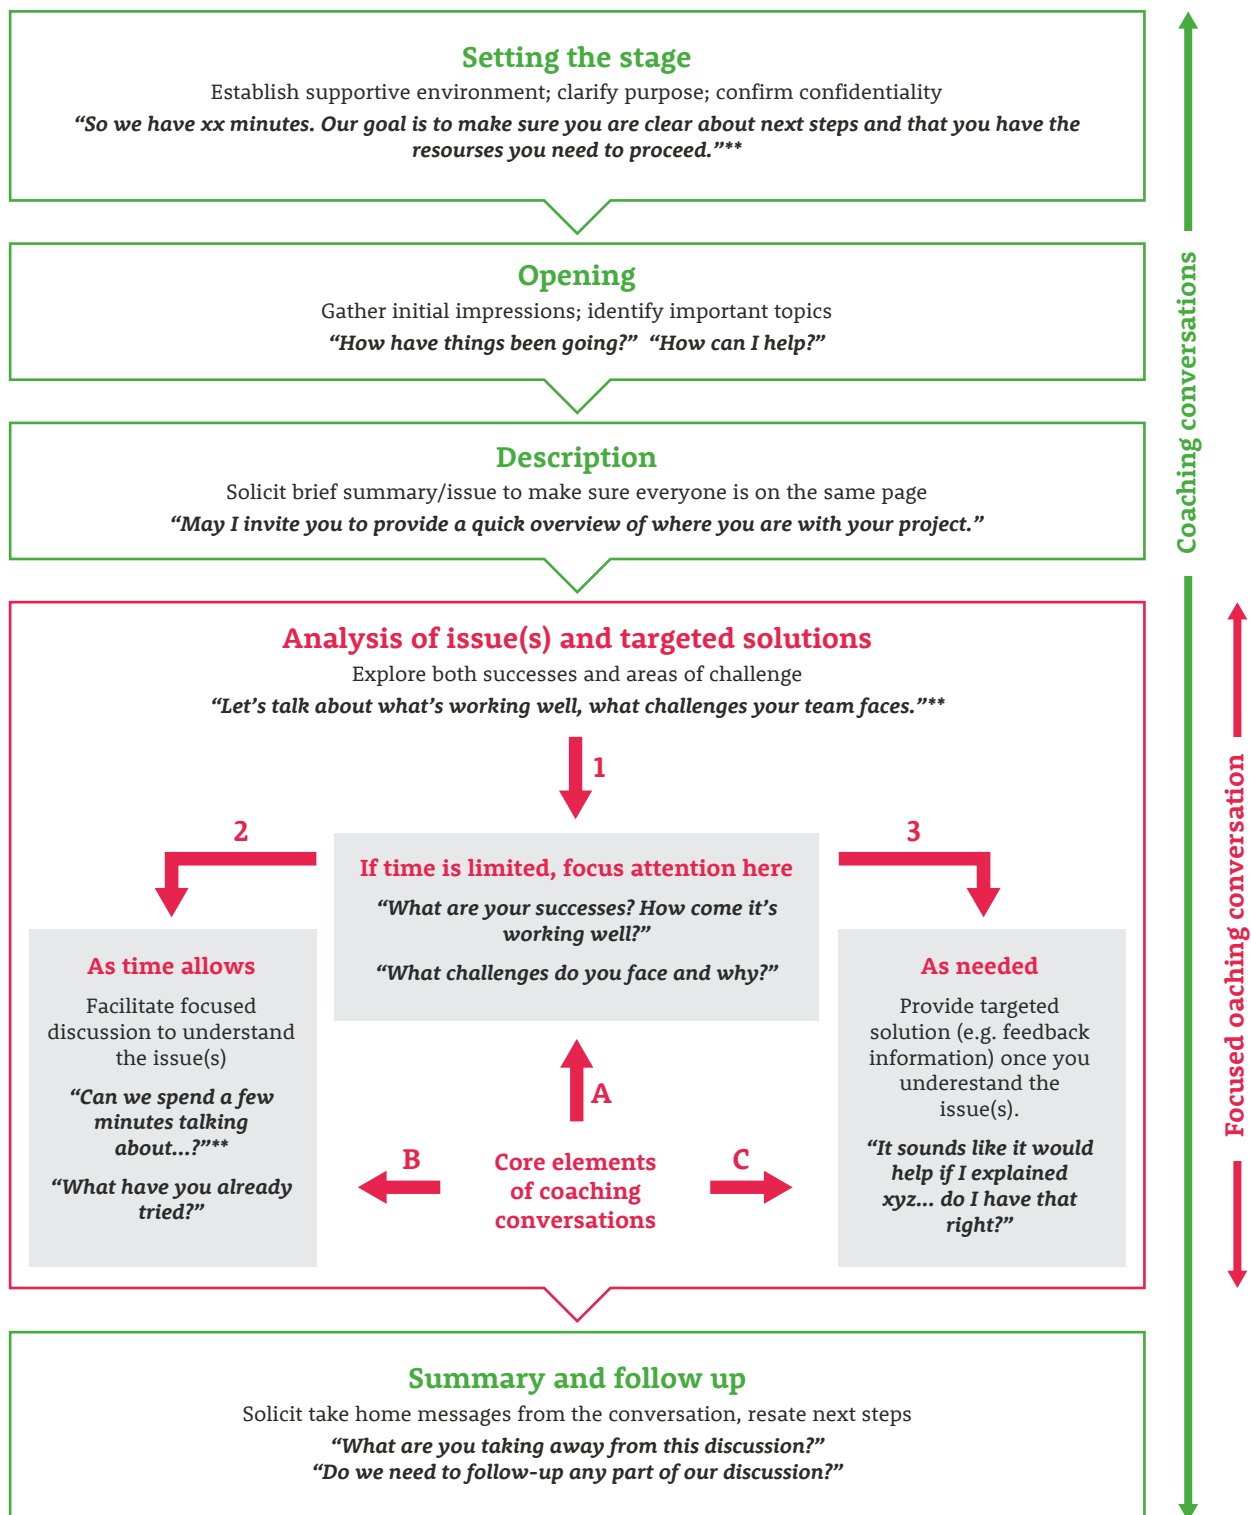 Setting the stage
Establish supportive environment; clarify purpose; confirm confidentiality
“So we have xx minutes. Our goal is to make sure you are clear about next steps and that you have the
resourses you need to proceed.”**
Opening
Gather initial impressions; identify important topics
“How have things been going?” “How can I help?”
Description
Solicit brief summary/issue to make sure everyone is on the same page
“May I invite you to provide a quick overview of where you are with your project.”
Analysis of issue(s) and targeted solutions
Explore both successes and areas of challenge
“Let’s talk about what’s working well, what challenges your team faces.”**
1
2
3
If time is limited, focus attention here
“What are your successes? How come it’s
working well?”
“What challenges do you face and why?”
As time allows
Facilitate focused
discussion to understand
the issue(s)
“Can we spend a few
minutes talking
about...?”**
“What have you already
tried?”
As needed
Provide targeted
solution (e.g. feedback
information) once you
underestand the
issue(s).
“It sounds like it would
help if I explained
xyz... do I have that
right?”
A
B
C
Core elements
of coaching
conversations
Summary and follow up
Solicit take home messages from the conversation, resate next steps
“What are you taking away from this discussion?”
“Do we need to follow-up any part of our discussion?”
Coaching conversations
Focused oaching conversation